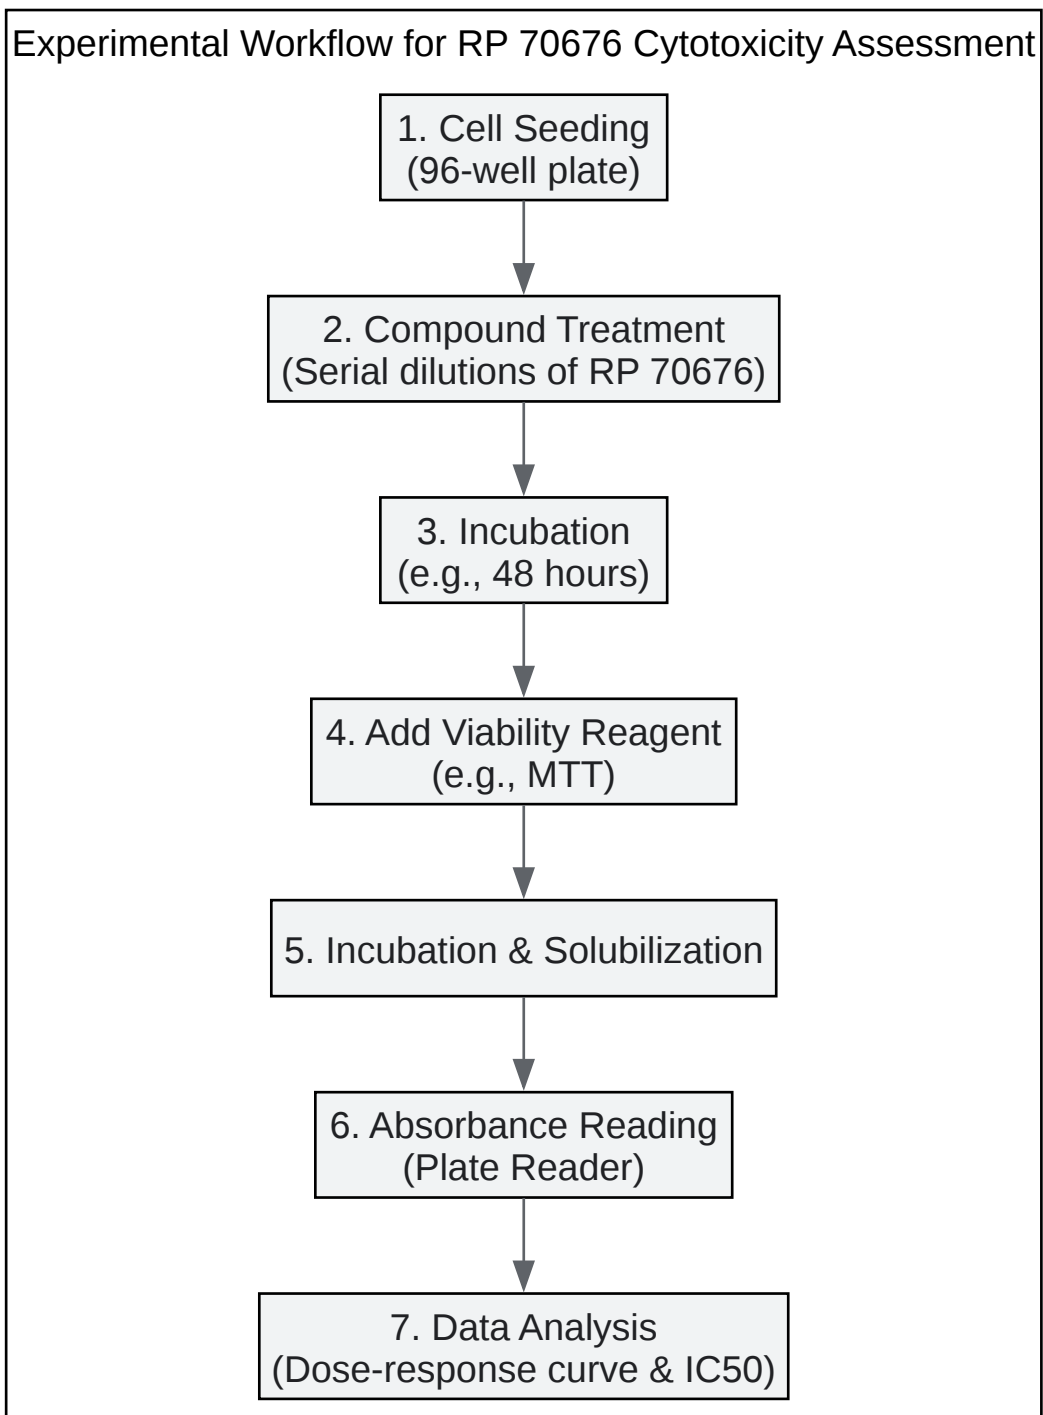 Experimental Workflow for RP 70676 Cytotoxicity Assessment
1. Cell Seeding
(96-well plate)
2. Compound Treatment
(Serial dilutions of RP 70676)
3. Incubation
(e.g., 48 hours)
4. Add Viability Reagent
(e.g., MTT)
5. Incubation & Solubilization
6. Absorbance Reading
(Plate Reader)
7. Data Analysis
(Dose-response curve & IC50)